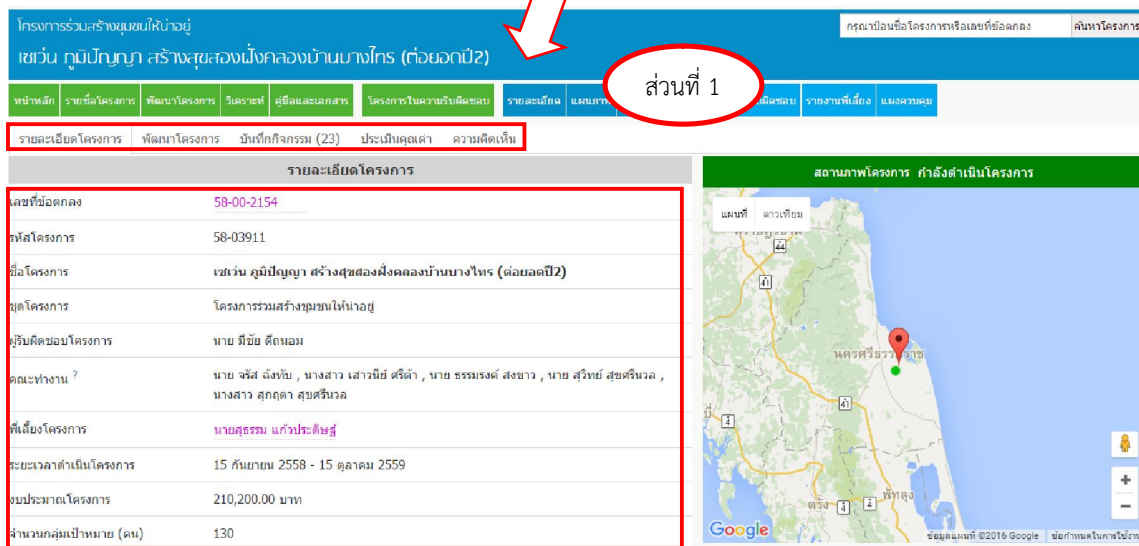 โครงการร่วมสร้างชุมชนให้น่าอยู่
กรุณาป้อนชื่อโครงการหรือเลขที่ข้อตกลง
ค้นหาโครงการ
เซเว่น ภูมิปัญญา สร้างสุขสองฝั่งคลองบ้านบางไทร (ต่อยอดปี2)
ส่วนที่ 1
หน้าหลัก รายชื่อโครงการ พัฒนาโครงการ วิเคราะห์ คู่มือและเอกสาร โครงการในความรับผิดชอบ รายละเอียด รายงานพี่เลี้ยง แผงควบคุม
รายละเอียดโครงการ พัฒนาโครงการ บันทึกกิจกรรม (23) ประเมินคุณค่า ความคิดเห็น
รายละเอียดโครงการ
เลขที่ข้อตกลง 58-00-2154
รหัสโครงการ 58-03911
ชื่อโครงการ เซเว่น ภูมิปัญญา สร้างสุขสองฝั่งคลองบ้านบางไทร (ต่อยอดปี2)
ชุดโครงการ โครงการร่วมสร้างชุมชนให้น่าอยู่
ผู้รับผิดชอบโครงการ นาย มีชัย ดีถนอม
คณะทำงาน ? นาย จรัส ฉังทับ , นางสาว เสาวนีย์ ศรีดำ , นาย ธรรมรงค์ สงขาว , นาย สุวิทย์ สุขศรีนวล ,
นางสาว สุกฤตา สุขศรีนวล
พี่เลี้ยงโครงการ นายสุธรรม แก้วประดิษฐ์
ระยะเวลาดำเนินโครงการ 15 กันยายน 2558 - 15 ตุลาคม 2559
งบประมาณโครงการ 210,200.00 บาท
จำนวนกลุ่มเป้าหมาย (คน) 130
สถานภาพโครงการ กำลังดำเนินโครงการ
แผนที่ ดาวเทียม
44
41
41
4
4
4
ตรัง
พัทลุง
Google
ข้อมูลแผนที่ ©2016 Google ข้อกำหนดในการใช้งาน